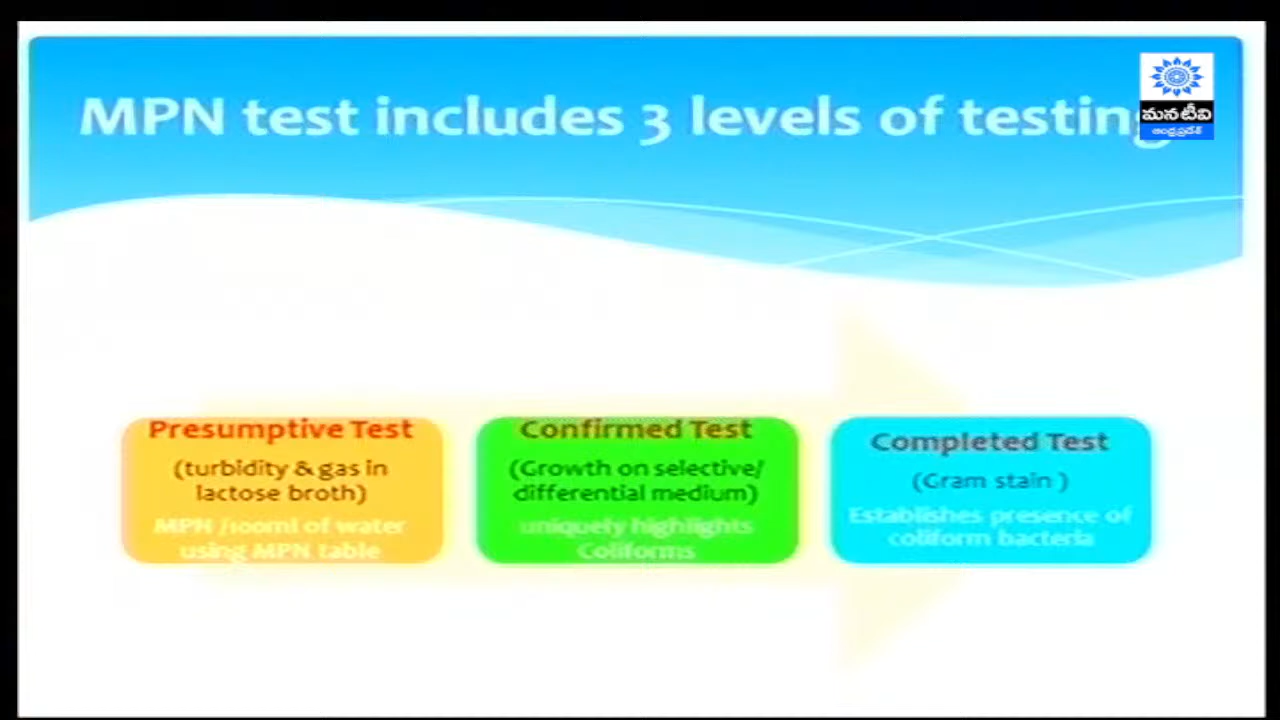 MPN test includes 3 levels of testing
మనటీవి
ఆంధ్రప్రదేశ్
Presumptive Test
(turbidity & gas in
lactose broth)
MPN /100ml of water
using MPN table
Confirmed Test
(Growth on selective/
differential medium)
uniquely highlights
Coliforms
Completed Test
(Gram stain )
Establishes presence of
coliform bacteria